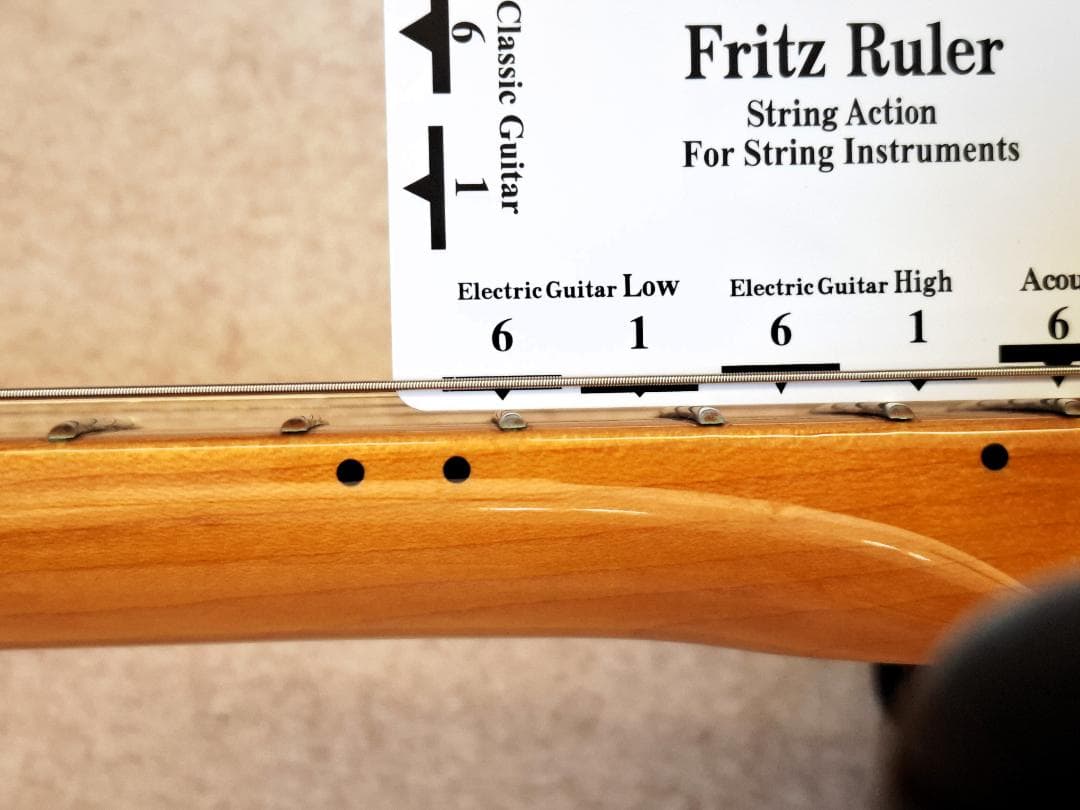 Classic Guitar
6
1
Fritz Ruler
String Action
For String Instruments
Electric Guitar Low
6 1
Electric Guitar High
6 1
6